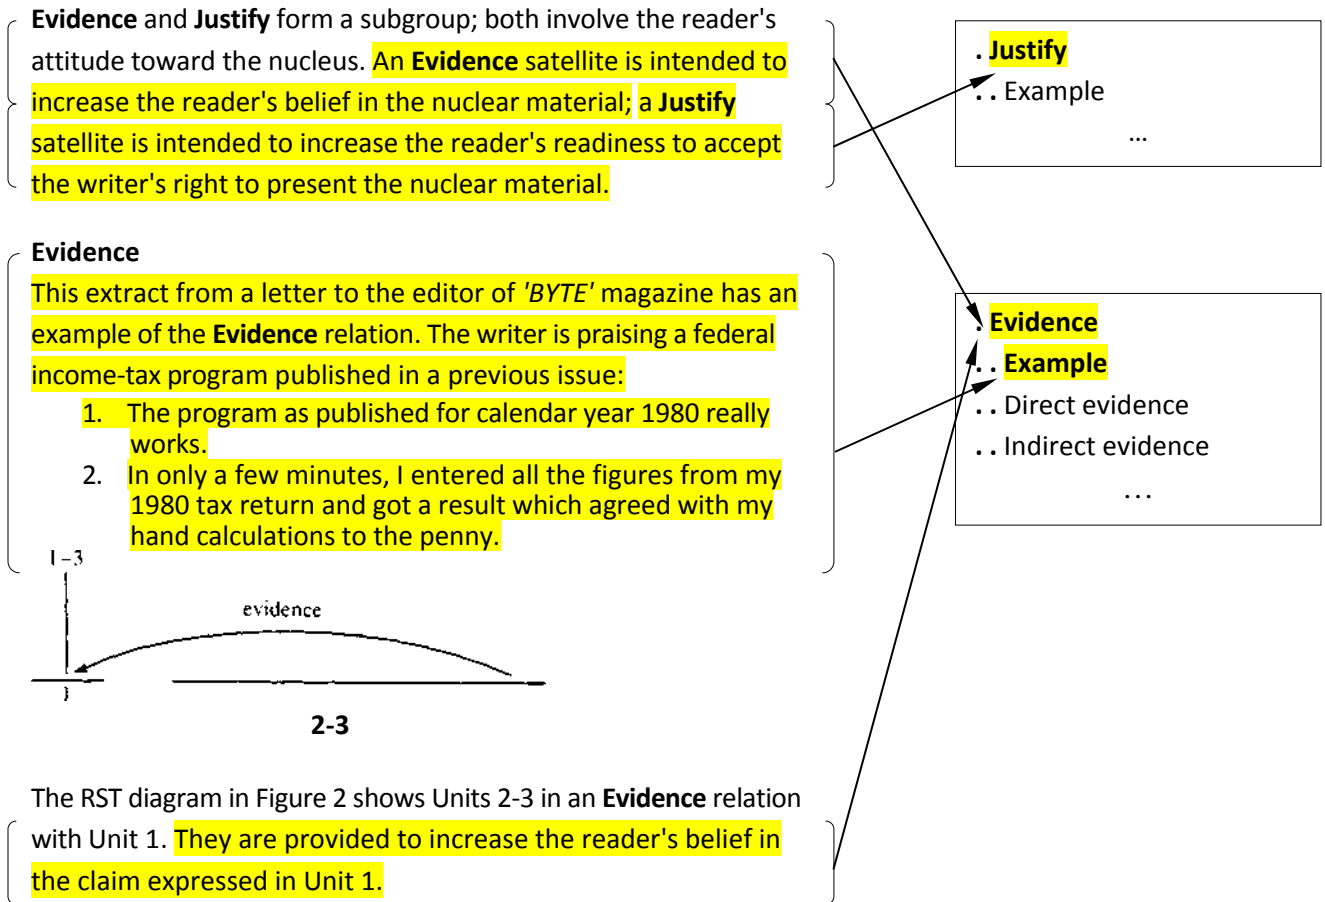 Evidence and Justify form a subgroup; both involve the reader's
attitude toward the nucleus. An Evidence satellite is intended to
increase the reader's belief in the nuclear material; a Justify
satellite is intended to increase the reader's readiness to accept
the writer's right to present the nuclear material.
Evidence
This extract from a letter to the editor of 'BYTE' magazine has an
example of the Evidence relation. The writer is praising a federal
income-tax program published in a previous issue:
1. The program as published for calendar year 1980 really
works.
2. In only a few minutes, I entered all the figures from my
1980 tax return and got a result which agreed with my
hand calculations to the penny.
1–3
evidence
2-3
The RST diagram in Figure 2 shows Units 2-3 in an Evidence relation
with Unit 1. They are provided to increase the reader's belief in
the claim expressed in Unit 1.
. Justify
. . Example
...
. Evidence
. . Example
. . Direct evidence
. . Indirect evidence
...